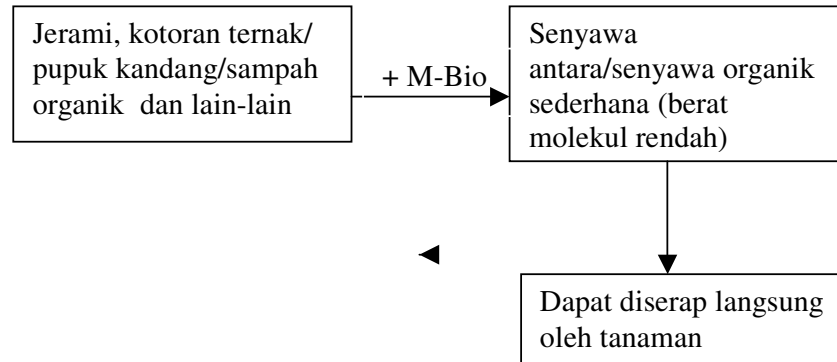 Jerami, kotoran ternak/
pupuk kandang/sampah
organik dan lain-lain
+ M-Bio
Senyawa
antara/senyawa organik
sederhana (berat
molekul rendah)
Dapat diserap langsung
oleh tanaman